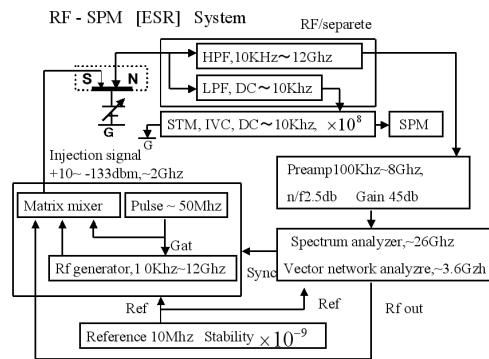 RF - SPM [ESR] System
RF/separete
HPF, 10KHz～12Ghz
LPF, DC～10Khz
S N
G
STM, IVC, DC～10Khz, ×10⁸
SPM
G
Injection signal
+10～ -133dbm,～2Ghz
Preamp100Khz～8Ghz,
n/f2.5db Gain 45db
Matrix mixer
Pulse ~ 50Mhz
Gat
Rf generator,1 0Khz～12Ghz
Spectrum analyzer,~26Ghz
Vector network analyzre,~3.6Gzh
Sync
Ref
Ref
Rf out
Reference 10Mhz Stability ×10⁻⁹